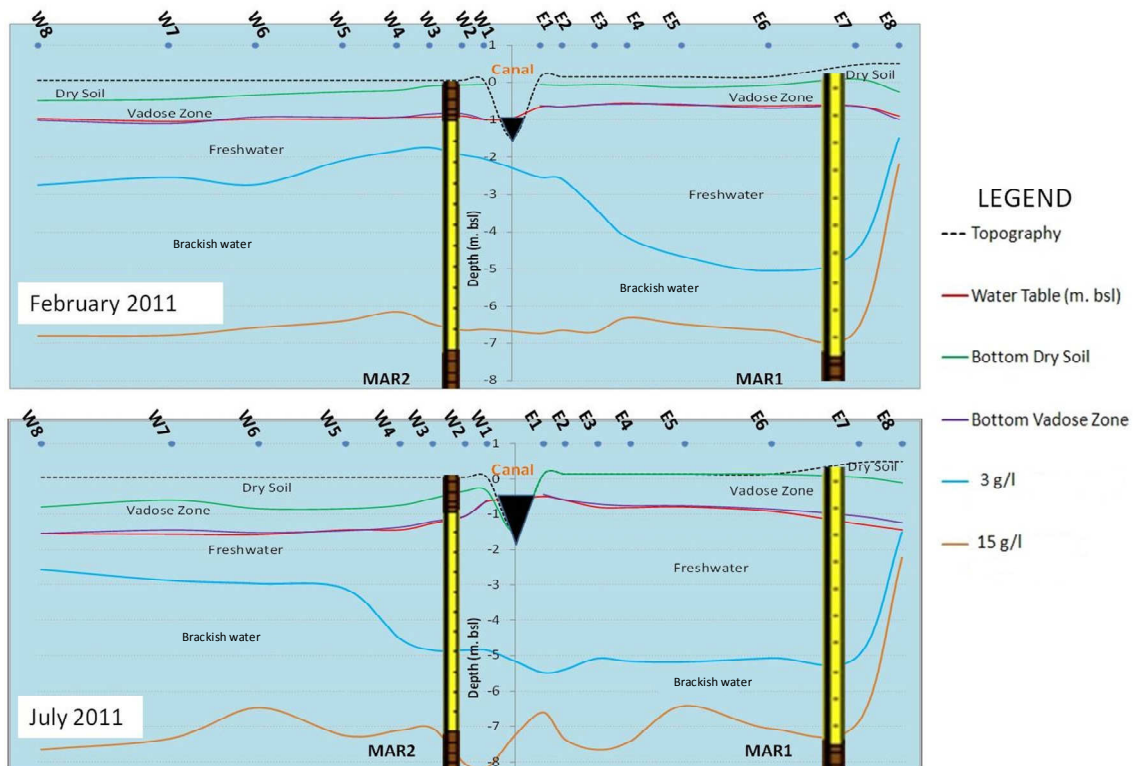 W8 W7 W6 W5 W4 W3 W2 W1 E1 E2 E3 E4 E5 E6 E7 E8
1
Canal
0
Dry Soil
Dry Soil
Vadose Zone
Vadose Zone
-1
Freshwater
-2
Freshwater
-3
Brackish water
-4
Depth (m. bsl)
-5
Brackish water
February 2011
-6
-7
MAR2
MAR1
-8
W8 W7 W6 W5 W4 W3 W2 W1 E1 E2 E3 E4 E5 E6 E7 E8
1
Canal
0
Dry Soil
Dry Soil
Vadose Zone
Vadose Zone
-1
Freshwater
-2
Freshwater
-3
Brackish water
-4
Depth (m. bsl)
-5
Brackish water
-6
July 2011
-7
MAR2
MAR1
-8
LEGEND
Topography
Water Table (m. bsl)
Bottom Dry Soil
Bottom Vadose Zone
3 g/l
15 g/l